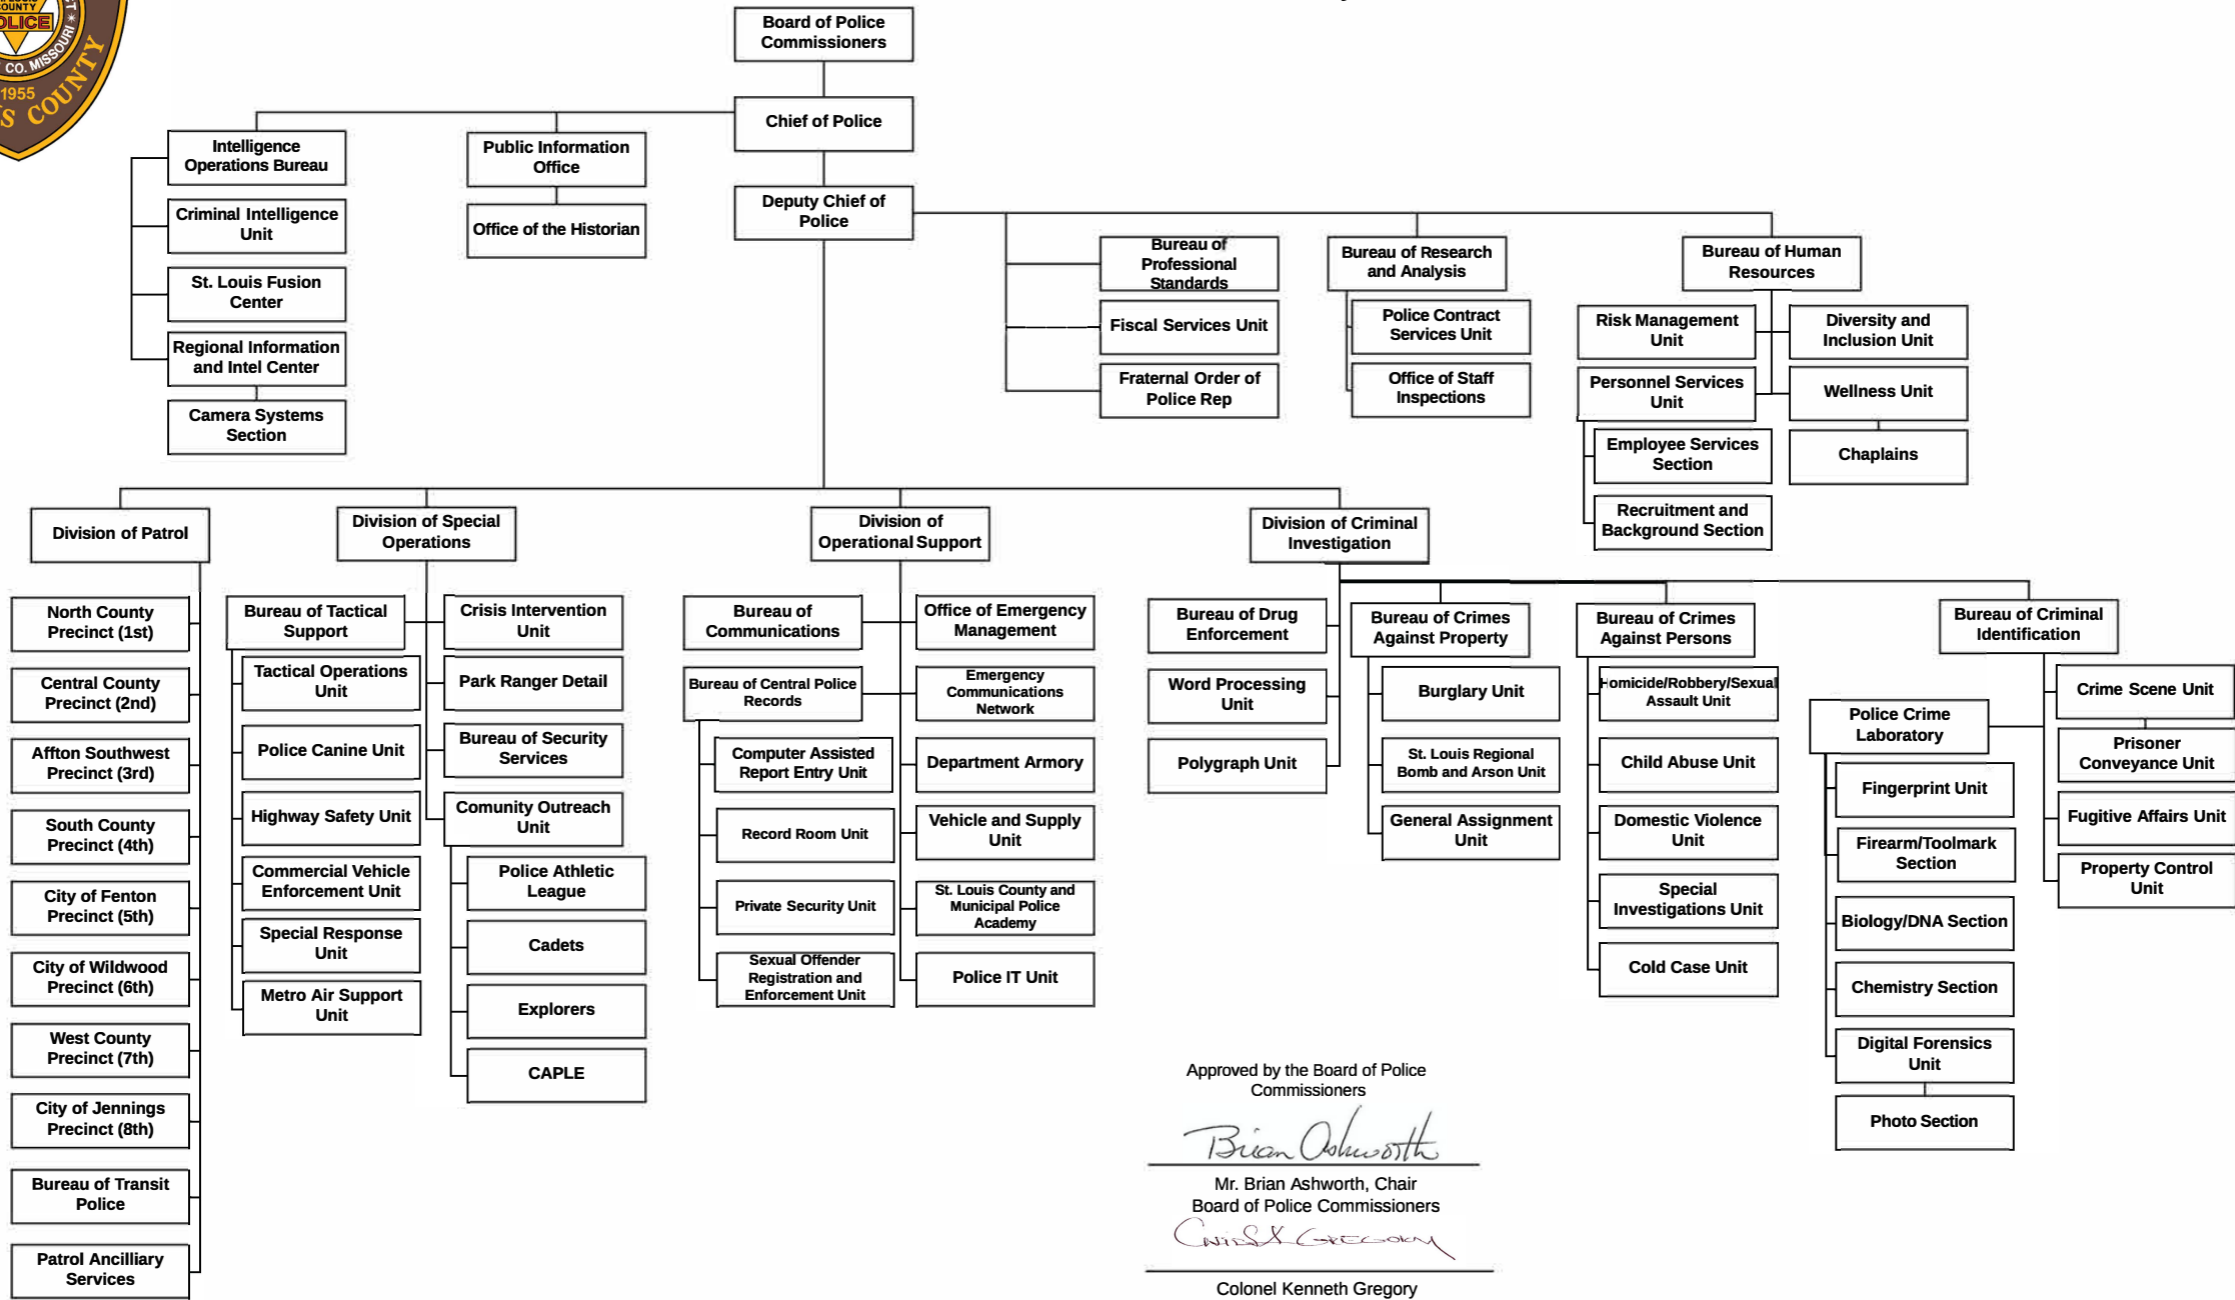 COUNTY
POLICE
CO. MISSOURI
1955
COUNTY
Board of Police
Commissioners
Chief of Police
Intelligence
Operations Bureau
Public Information
Office
Deputy Chief of
Police
Criminal Intelligence
Unit
Office of the Historian
St. Louis Fusion
Center
Regional Information
and Intel Center
Camera Systems
Section
Bureau of
Professional
Standards
Fiscal Services Unit
Fraternal Order of
Police Rep
Bureau of Research
and Analysis
Police Contract
Services Unit
Office of Staff
Inspections
Bureau of Human
Resources
Risk Management
Unit
Diversity and
Inclusion Unit
Personnel Services
Unit
Wellness Unit
Employee Services
Section
Chaplains
Recruitment and
Background Section
Division of Patrol
North County
Precinct (1st)
Central County
Precinct (2nd)
Affton Southwest
Precinct (3rd)
South County
Precinct (4th)
City of Fenton
Precinct (5th)
City of Wildwood
Precinct (6th)
West County
Precinct (7th)
City of Jennings
Precinct (8th)
Bureau of Transit
Police
Patrol Ancilliary
Services
Division of Special
Operations
Bureau of Tactical
Support
Tactical Operations
Unit
Police Canine Unit
Highway Safety Unit
Commercial Vehicle
Enforcement Unit
Special Response
Unit
Metro Air Support
Unit
Crisis Intervention
Unit
Park Ranger Detail
Bureau of Security
Services
Comunity Outreach
Unit
Police Athletic
League
Cadets
Explorers
CAPLE
Division of
Operational Support
Bureau of
Communications
Bureau of Central Police
Records
Computer Assisted
Report Entry Unit
Record Room Unit
Private Security Unit
Sexual Offender
Registration and
Enforcement Unit
Office of Emergency
Management
Emergency
Communications
Network
Department Armory
Vehicle and Supply
Unit
St. Louis County and
Municipal Police
Academy
Police IT Unit
Division of Criminal
Investigation
Bureau of Drug
Enforcement
Word Processing
Unit
Polygraph Unit
Bureau of Crimes
Against Property
Burglary Unit
St. Louis Regional
Bomb and Arson Unit
General Assignment
Unit
Bureau of Crimes
Against Persons
Homicide/Robbery/Sexual
Assault Unit
Child Abuse Unit
Domestic Violence
Unit
Special
Investigations Unit
Cold Case Unit
Bureau of Criminal
Identification
Police Crime
Laboratory
Fingerprint Unit
Firearm/Toolmark
Section
Biology/DNA Section
Chemistry Section
Digital Forensics
Unit
Photo Section
Crime Scene Unit
Prisoner
Conveyance Unit
Fugitive Affairs Unit
Property Control
Unit
Approved by the Board of Police
Commissioners
Brian Ashworth
Mr. Brian Ashworth, Chair
Board of Police Commissioners
Gregory
Colonel Kenneth Gregory